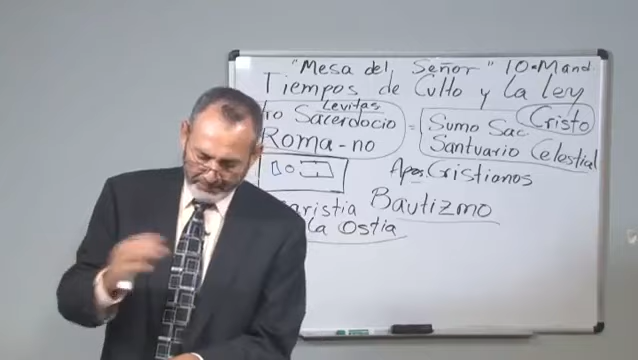 "Mesa del Señor" 10 Mand.
Tiempos de Culto y la Ley
Levitas
Sacerdocio = Sumo Sac Cristo
Roma-no Santuario Celestial
Apos. Cristianos
Bautizmo
la Ostia